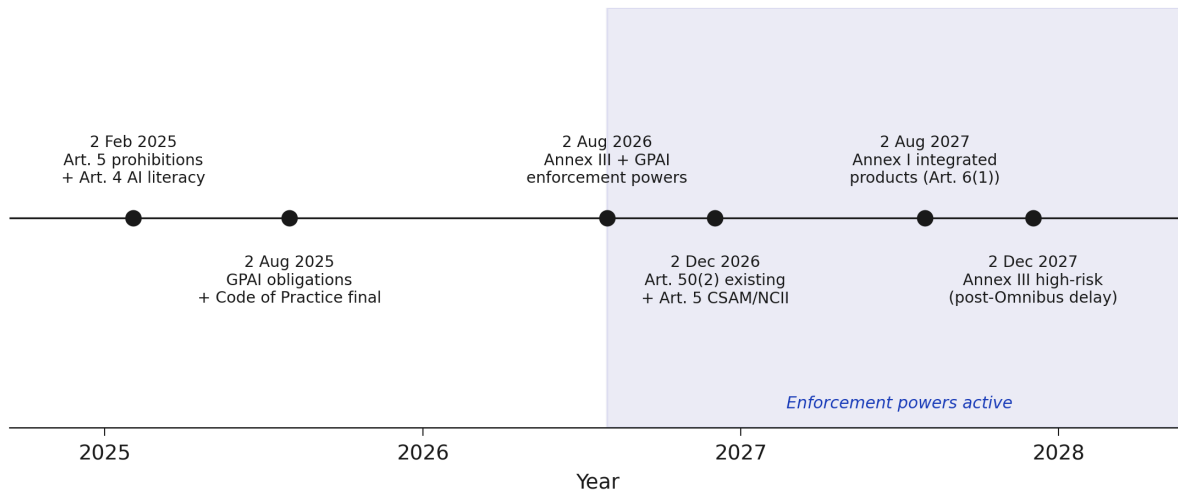 2 Feb 2025
Art. 5 prohibitions
+ Art. 4 AI literacy
2 Aug 2026
Annex III + GPAI
enforcement powers
2 Aug 2027
Annex I integrated
products (Art. 6(1))
2 Aug 2025
GPAI obligations
+ Code of Practice final
2 Dec 2026
Art. 50(2) existing
+ Art. 5 CSAM/NCII
2 Dec 2027
Annex III high-risk
(post-Omnibus delay)
Enforcement powers active
2025
2026
2027
2028
Year